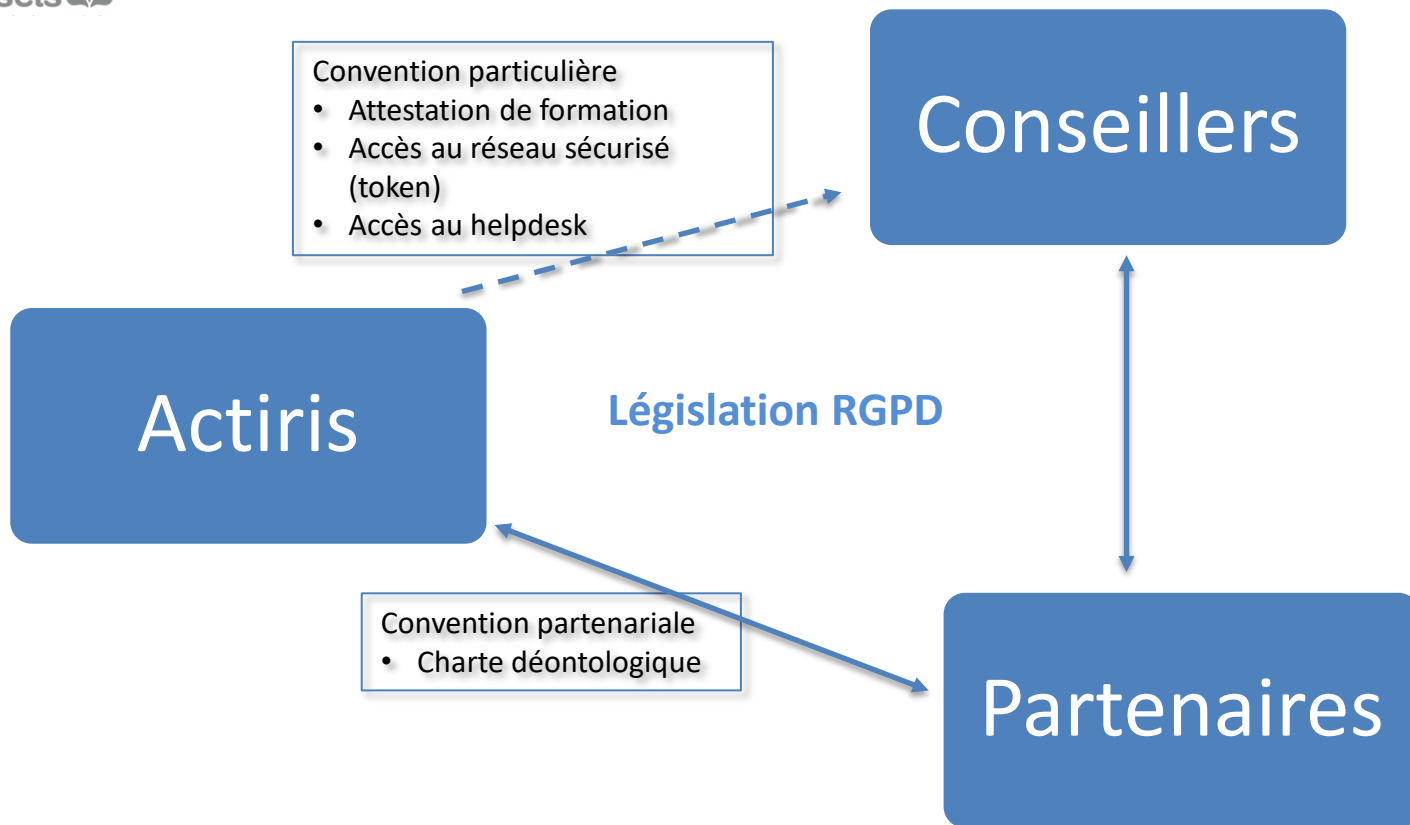 Convention particulière
• Attestation de formation
• Accès au réseau sécurisé
(token)
• Accès au helpdesk
Conseillers
Actiris
Législation RGPD
Convention partenariale
• Charte déontologique
Partenaires